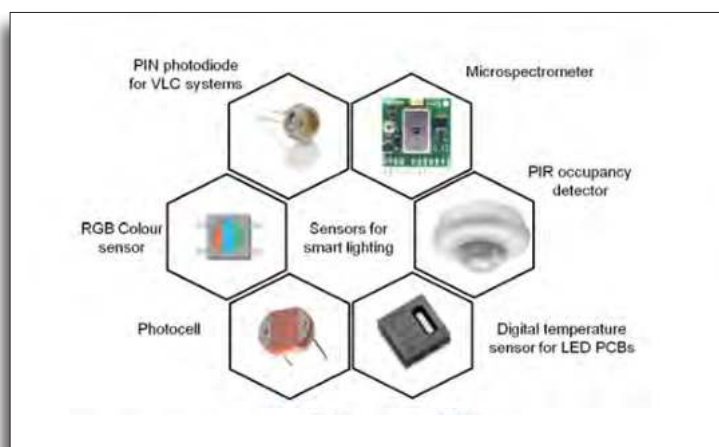 PIN photodiode
for VLC systems
Microspectrometer
PIR occupancy
detector
RGB Colour
sensor
Sensors for
smart lighting
Photocell
Digital temperature
sensor for LED PCBs